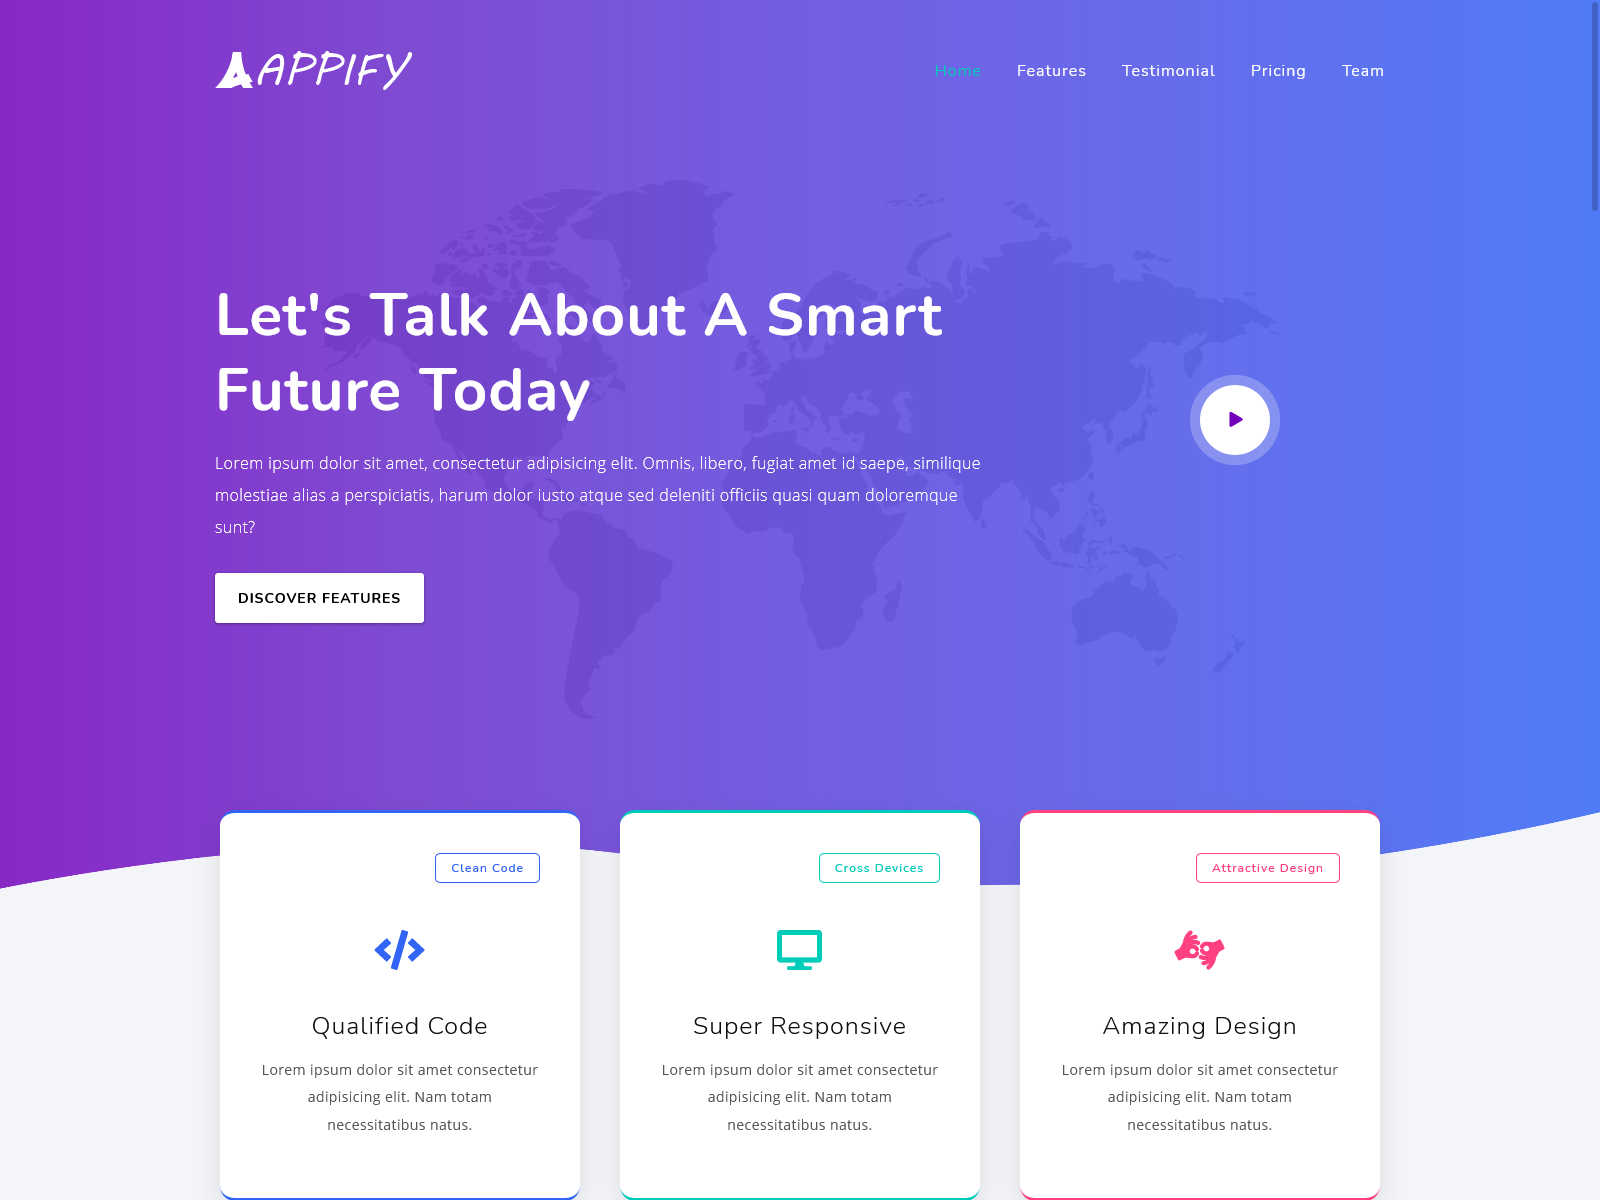 APPIFY
Home Features Testimonial Pricing Team
Let's Talk About A Smart
Future Today
Lorem ipsum dolor sit amet, consectetur adipisicing elit. Omnis, libero, fugiat amet id saepe, similique
molestiae alias a perspiciatis, harum dolor iusto atque sed deleniti officiis quasi quam doloremque
sunt?
DISCOVER FEATURES
Clean Code
Qualified Code
Lorem ipsum dolor sit amet consectetur
adipisicing elit. Nam totam
necessitatibus natus.
Cross Devices
Super Responsive
Lorem ipsum dolor sit amet consectetur
adipisicing elit. Nam totam
necessitatibus natus.
Attractive Design
Amazing Design
Lorem ipsum dolor sit amet consectetur
adipisicing elit. Nam totam
necessitatibus natus.